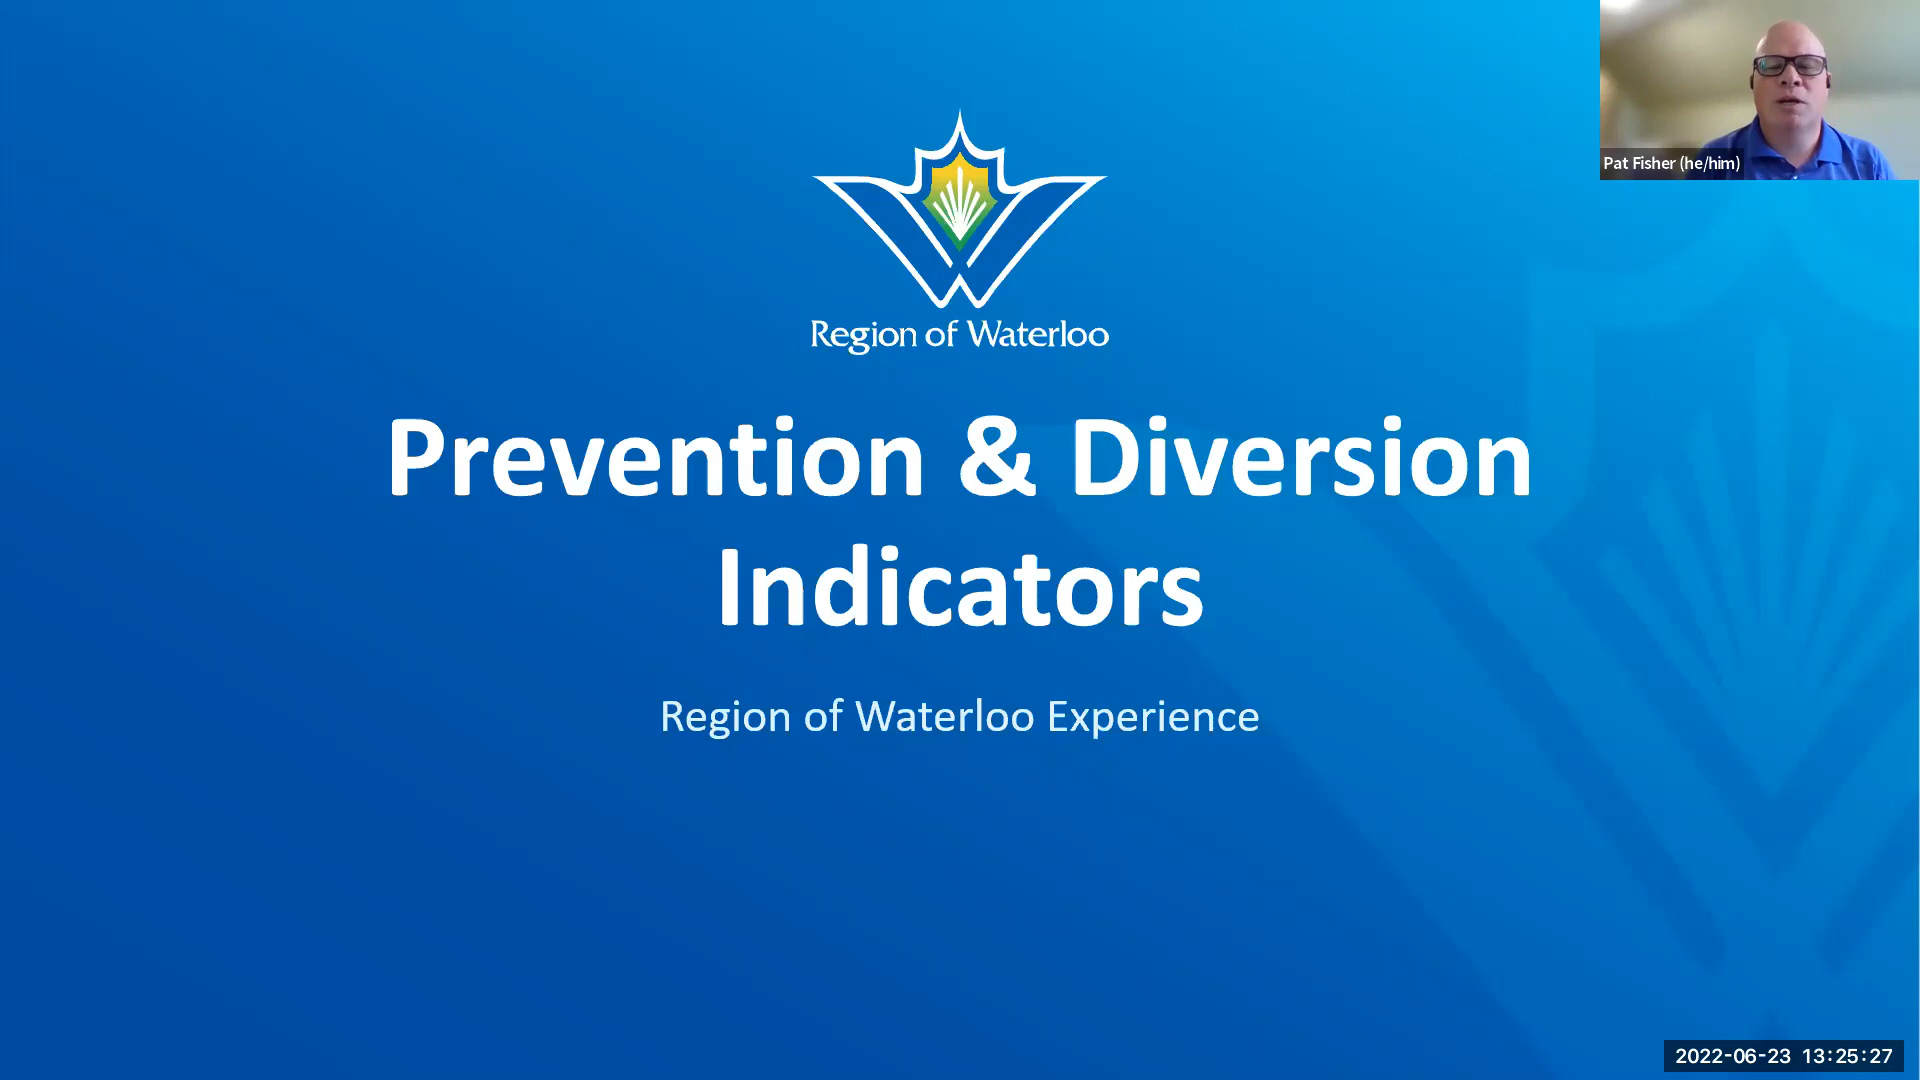 Pat Fisher (he/him)
Region of Waterloo
Prevention & Diversion
Indicators
Region of Waterloo Experience
2022-06-23 13:25:27